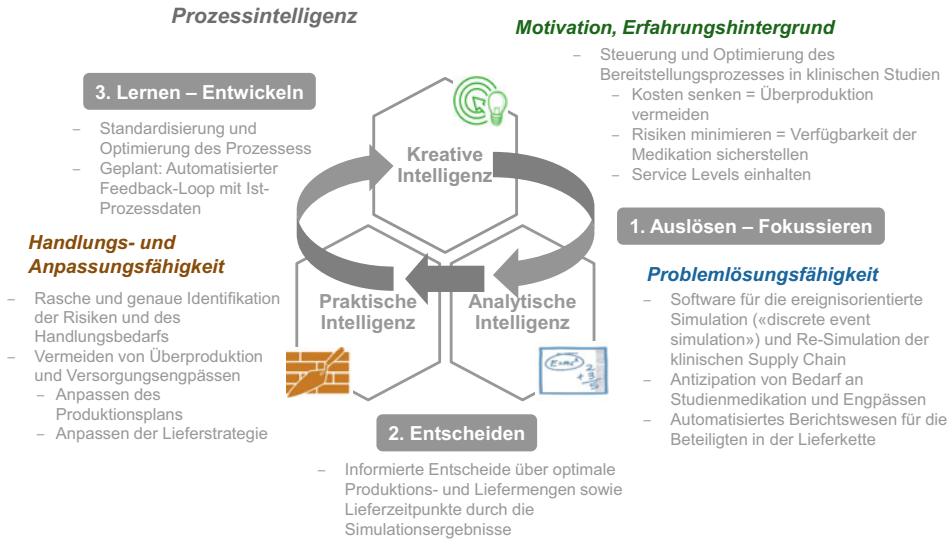 Prozessintelligenz
Motivation, Erfahrungshintergrund
– Steuerung und Optimierung des
Bereitstellungsprozesses in klinischen Studien
– Kosten senken = Überproduktion
vermeiden
– Risiken minimieren = Verfügbarkeit der
Medikation sicherstellen
– Service Levels einhalten
3. Lernen – Entwickeln
– Standardisierung und
Optimierung des Prozessess
– Geplant: Automatisierter
Feedback-Loop mit Ist-
Prozessdaten
Kreative
Intelligenz
1. Auslösen – Fokussieren
Handlungs- und
Anpassungsfähigkeit
– Rasche und genaue Identifikation
der Risiken und des
Handlungsbedarfs
– Vermeiden von Überproduktion
und Versorgungsengpässen
– Anpassen des
Produktionsplans
– Anpassen der Lieferstrategie
Praktische
Intelligenz
Analytische
Intelligenz
Problemlösungsfähigkeit
– Software für die ereignisorientierte
Simulation («discrete event
simulation») und Re-Simulation der
klinischen Supply Chain
– Antizipation von Bedarf an
Studienmedikation und Engpässen
– Automatisiertes Berichtswesen für die
Beteiligten in der Lieferkette
2. Entscheiden
– Informierte Entscheide über optimale
Produktions- und Liefermengen sowie
Lieferzeitpunkte durch die
Simulationsergebnisse